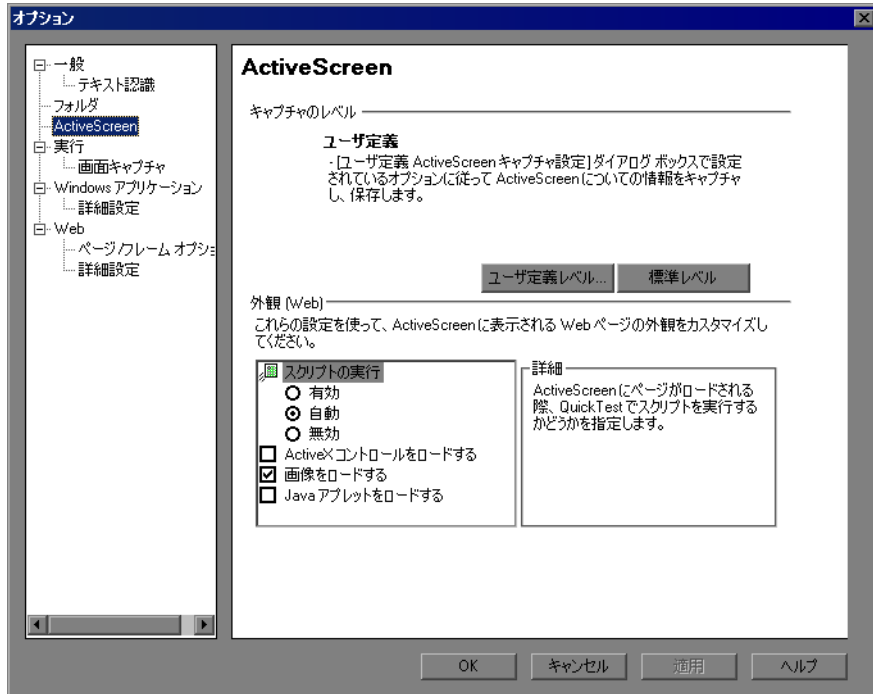 オプション
一般
テキスト認識
フォルダ
ActiveScreen
実行
画面キャプチャ
Windows アプリケーション
詳細設定
Web
ページ/フレーム オプショ
詳細設定
ActiveScreen
キャプチャのレベル
ユーザ定義
- [ユーザ定義 ActiveScreen キャプチャ設定] ダイアログ ボックスで設定
されているオプションに従って ActiveScreen についての情報をキャプチャ
し、保存します。
ユーザ定義レベル...
標準レベル
外観 (Web)
これらの設定を使って、ActiveScreen に表示される Web ページの外観をカスタマイズし
てください。
スクリプトの実行
有効
自動
無効
ActiveX コントロールをロードする
画像をロードする
Java アプレットをロードする
詳細
ActiveScreen にページがロードされる
際、QuickTest でスクリプトを実行する
かどうかを指定します。
OK
キャンセル
適用
ヘルプ